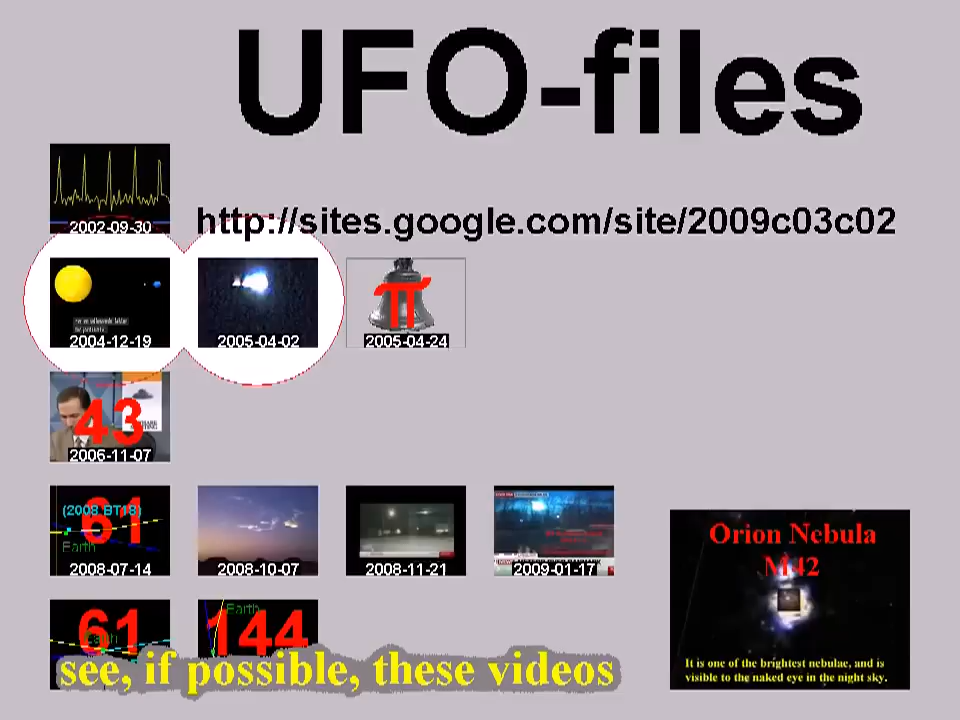 UFO-files
2002-09-30
http://sites.google.com/site/2009c03c02
2004-12-19
2005-04-02
π
2005-04-24
43
2006-11-07
61
(2008 BT18)
Earth
2008-07-14
2008-10-07
2008-11-21
2009-01-17
Orion Nebula
M42
It is one of the brightest nebulae, and is
visible to the naked eye in the night sky.
61
Earth
144
Earth
see, if possible, these videos